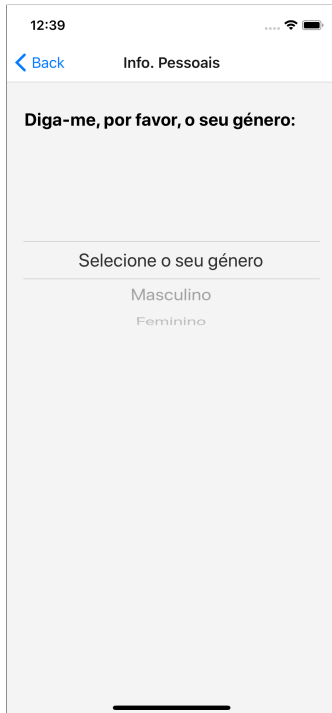 12:39
Back Info. Pessoais
Diga-me, por favor, o seu género:
Selecione o seu género
Masculino
Feminino